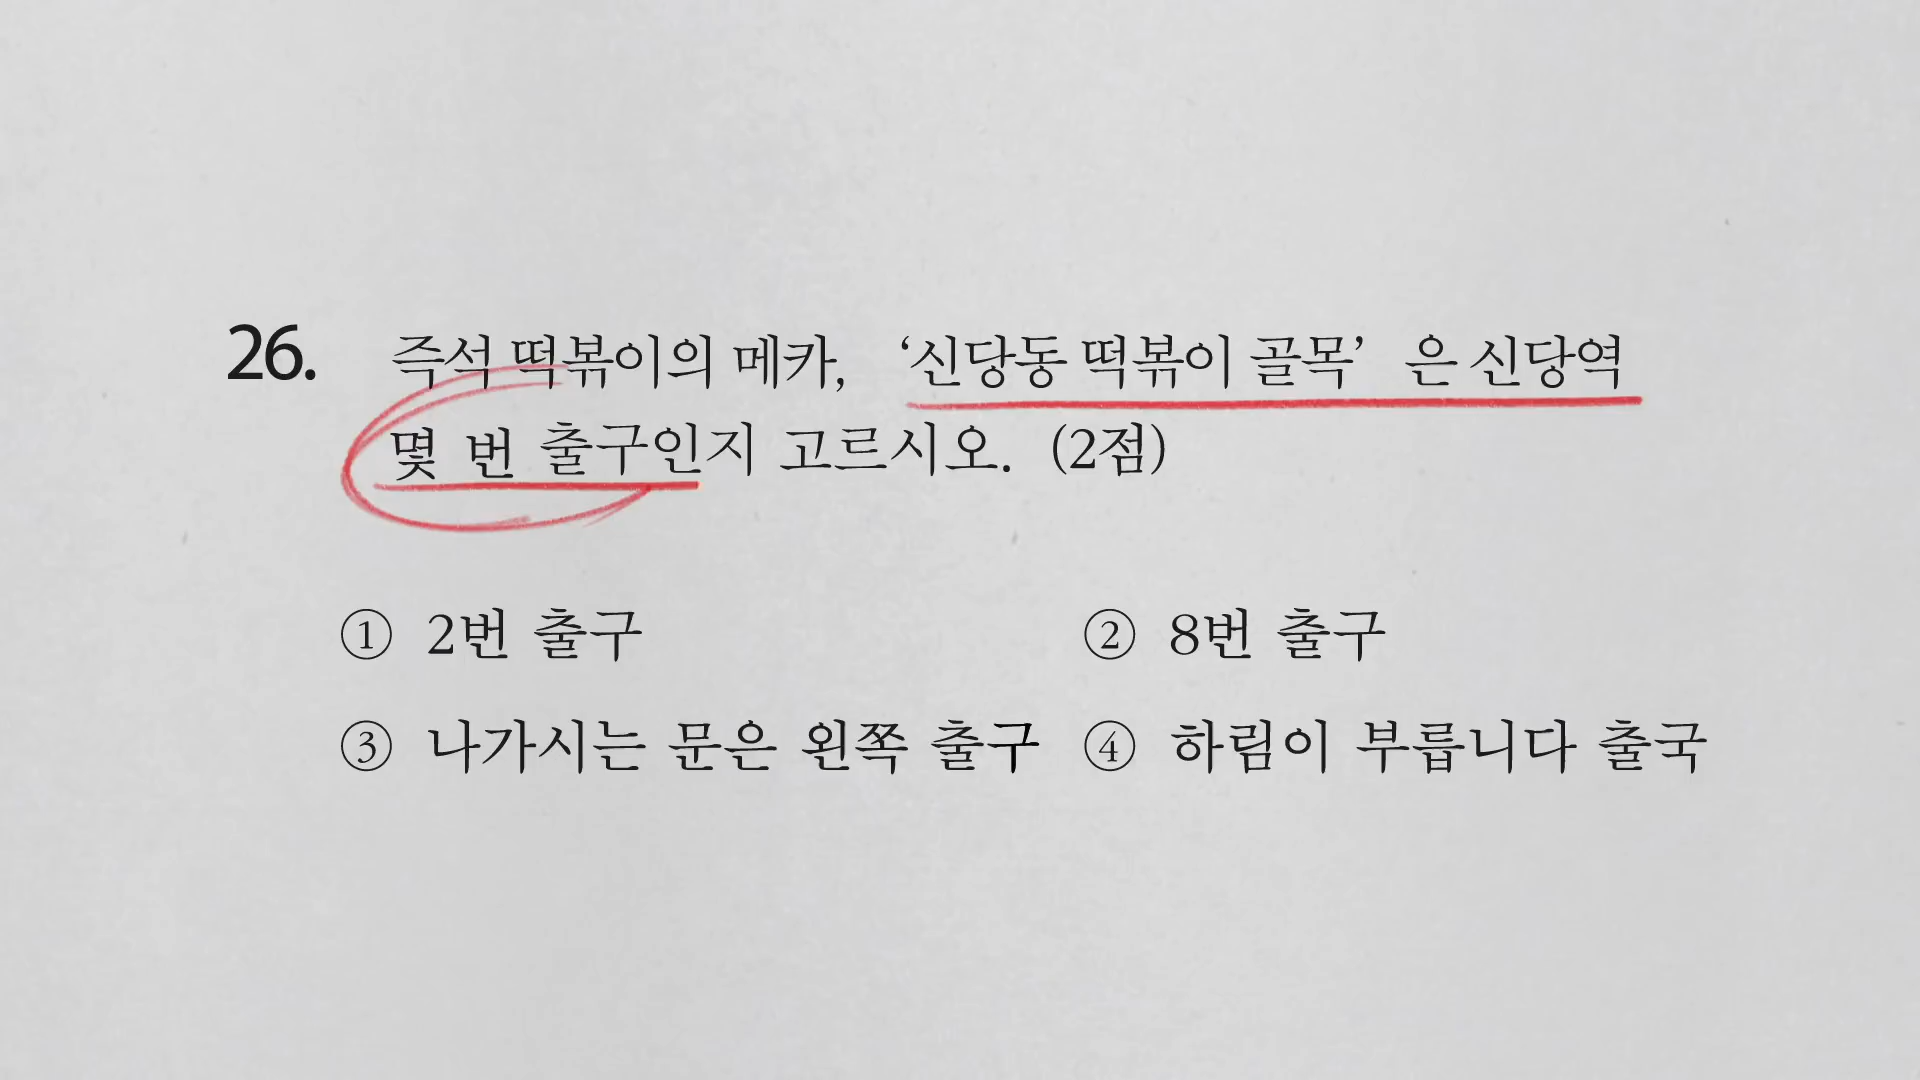 26. 즉석 떡볶이의 메카, ‘신당동 떡볶이 골목’ 은 신당역
몇 번 출구인지 고르시오. (2점)
① 2번 출구 ② 8번 출구
③ 나가시는 문은 왼쪽 출구 ④ 하림이 부릅니다 출국